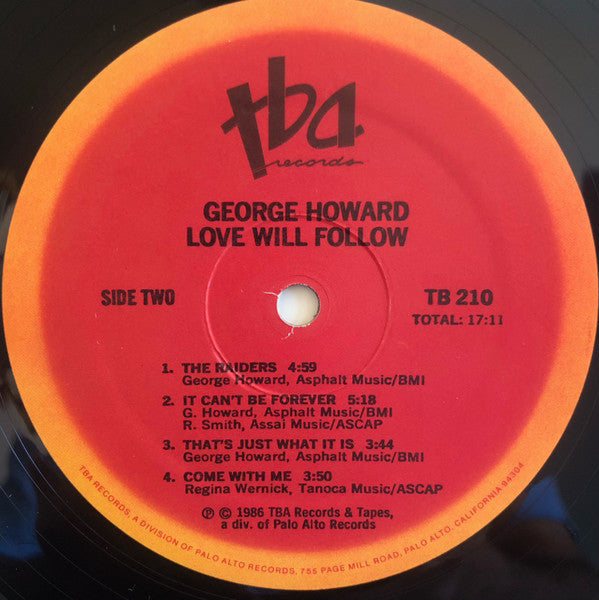 tba
records
GEORGE HOWARD
LOVE WILL FOLLOW
SIDE TWO
TB 210
TOTAL: 17:11
1. THE RAIDERS 4:59
George Howard, Asphalt Music/BMI
2. IT CAN'T BE FOREVER 5:18
G. Howard, Asphalt Music/BMI
R. Smith, Assai Music/ASCAP
3. THAT'S JUST WHAT IT IS 3:44
George Howard, Asphalt Music/BMI
4. COME WITH ME 3:50
Regina Wernick, Tanoca Music/ASCAP
Ⓟ © 1986 TBA Records & Tapes,
a div. of Palo Alto Records
TBA RECORDS, A DIVISION OF PALO ALTO RECORDS, 755 PAGE MILL ROAD, PALO ALTO, CALIFORNIA 94304